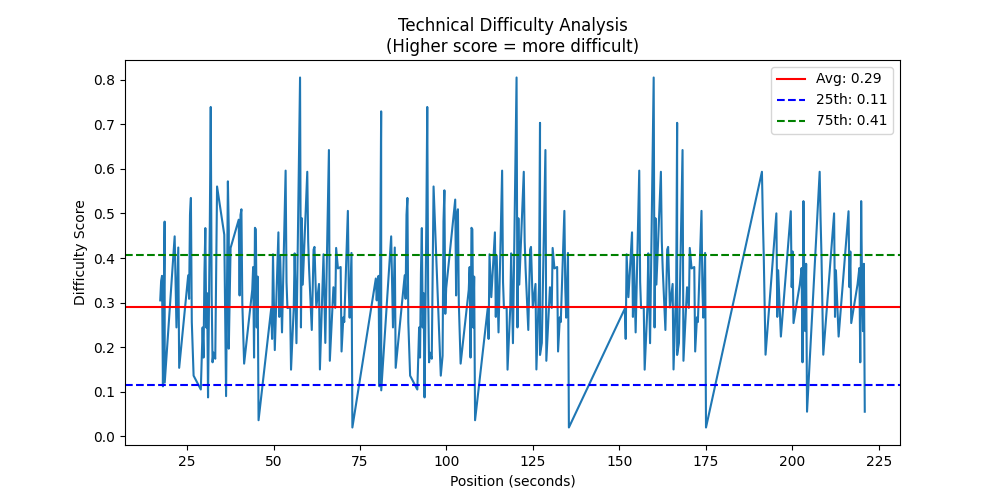 Technical Difficulty Analysis
(Higher score = more difficult)
Avg: 0.29
25th: 0.11
75th: 0.41
Difficulty Score
0.8
0.7
0.6
0.5
0.4
0.3
0.2
0.1
0.0
25 50 75 100 125 150 175 200 225
Position (seconds)